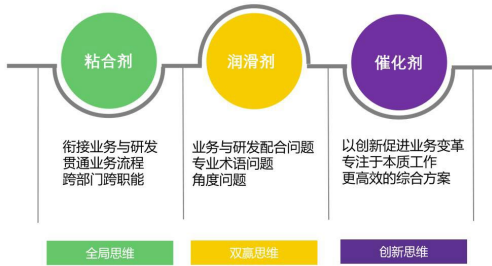 粘合剂
润滑剂
催化剂
衔接业务与研发
贯通业务流程
跨部门跨职能
业务与研发配合问题
专业术语问题
角度问题
以创新促进业务变革
专注于本质工作
更高效的综合方案
全局思维
双赢思维
创新思维